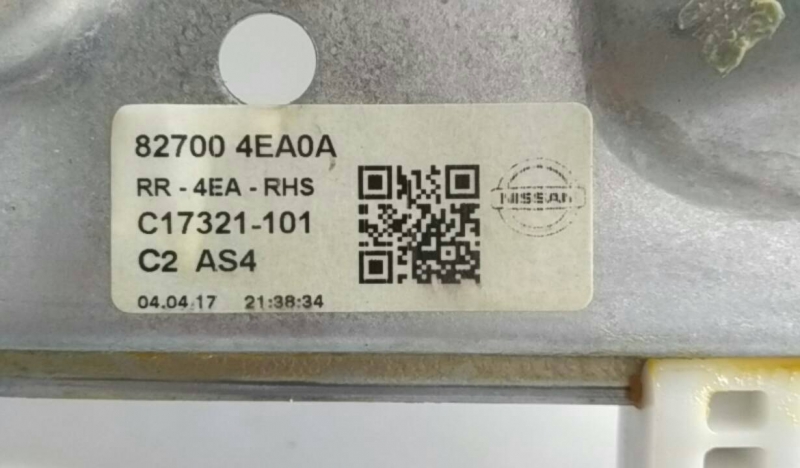 82700 4EA0A
RR - 4EA - RHS
C17321-101
C2 AS4
04.04.17 21:38:34
NISSAN